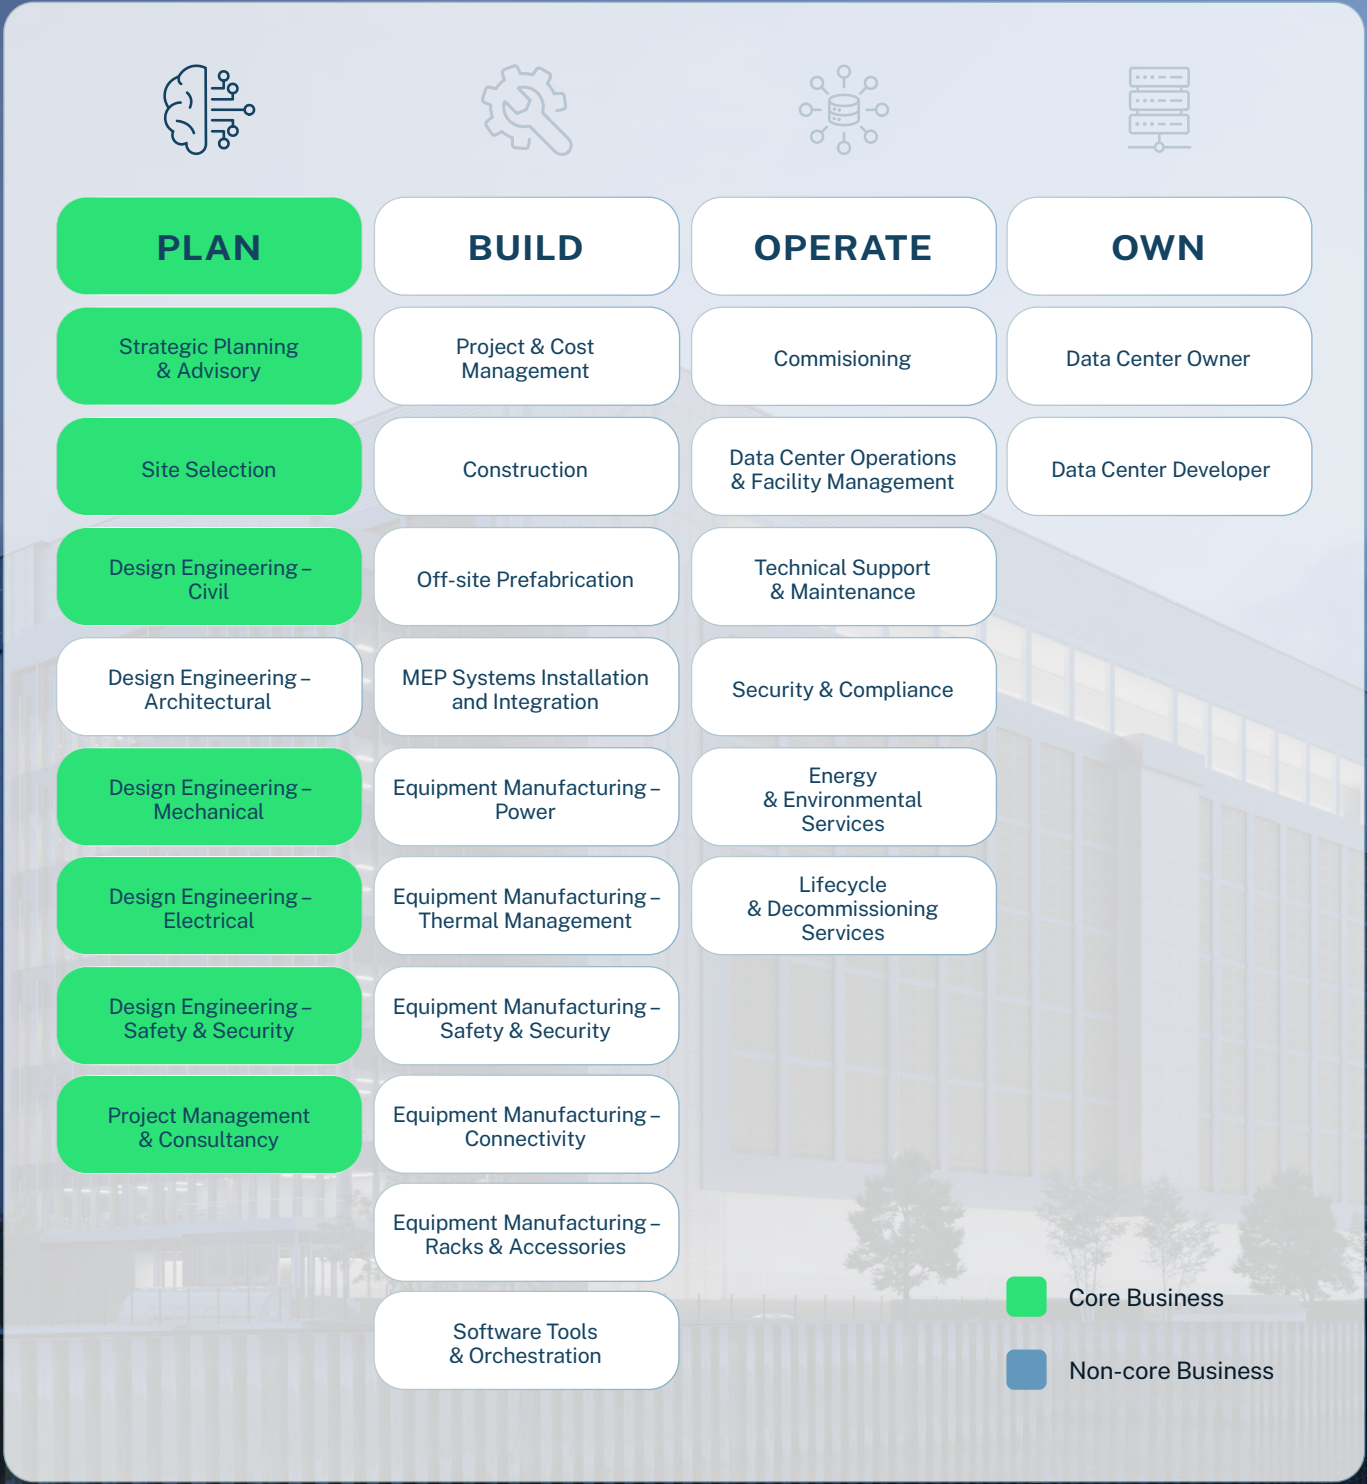 PLAN
BUILD
OPERATE
OWN
Strategic Planning
& Advisory
Project & Cost
Management
Commisioning
Data Center Owner
Site Selection
Construction
Data Center Operations
& Facility Management
Data Center Developer
Design Engineering –
Civil
Off-site Prefabrication
Technical Support
& Maintenance
Design Engineering –
Architectural
MEP Systems Installation
and Integration
Security & Compliance
Design Engineering –
Mechanical
Equipment Manufacturing –
Power
Energy
& Environmental
Services
Design Engineering –
Electrical
Equipment Manufacturing –
Thermal Management
Lifecycle
& Decommissioning
Services
Design Engineering –
Safety & Security
Equipment Manufacturing –
Safety & Security
Project Management
& Consultancy
Equipment Manufacturing –
Connectivity
Equipment Manufacturing –
Racks & Accessories
Software Tools
& Orchestration
Core Business
Non-core Business